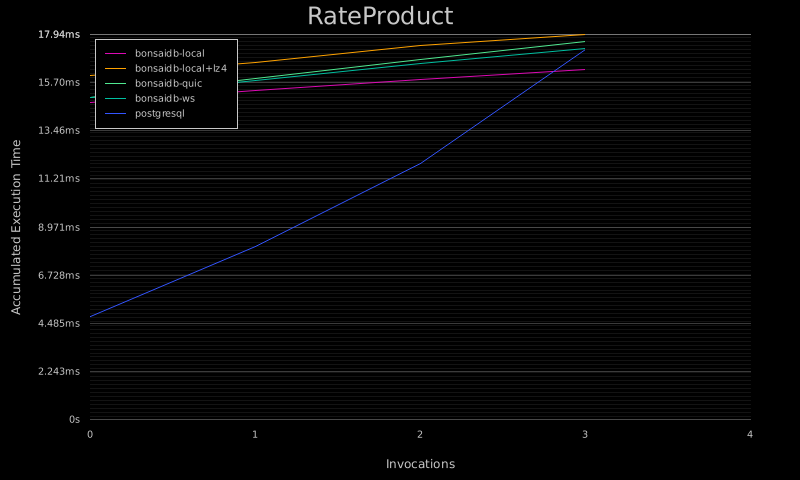 RateProduct
17.94ms
15.70ms
13.46ms
11.21ms
8.971ms
6.728ms
4.485ms
2.243ms
0s
bonsaidb-local
bonsaidb-local+lz4
bonsaidb-quic
bonsaidb-ws
postgresql
Accumulated Execution Time
0 1 2 3 4
Invocations